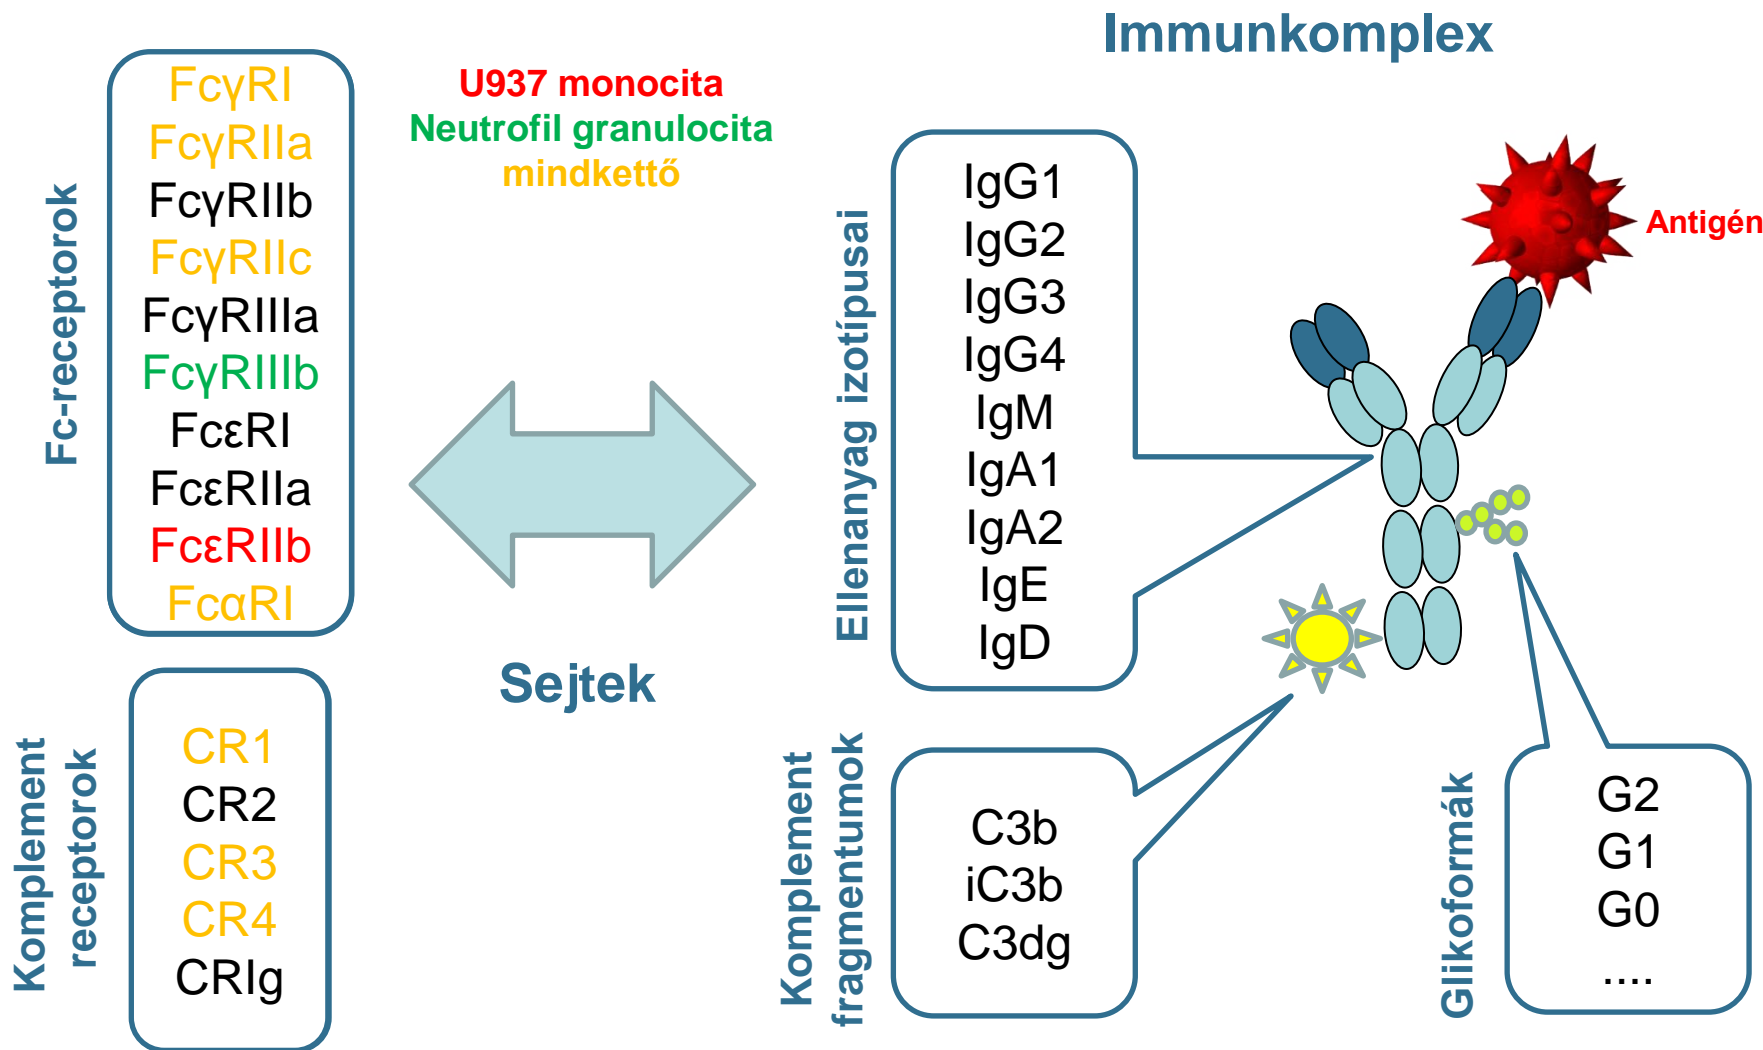 Immunkomplex
Fc-receptorok
FcγRI
FcγRIIa
FcγRIIb
FcγRIIc
FcγRIIIa
FcγRIIIb
FcεRI
FcεRIIa
FcεRIIb
FcαRI
U937 monocita
Neutrofil granulocita
mindkettő
Ellenanyag izotípusai
IgG1
IgG2
IgG3
IgG4
IgM
IgA1
IgA2
IgE
IgD
Antigén
Sejtek
Komplement
receptorok
CR1
CR2
CR3
CR4
CRIg
Komplement
fragmentumok
C3b
iC3b
C3dg
Glikoformák
G2
G1
G0
....